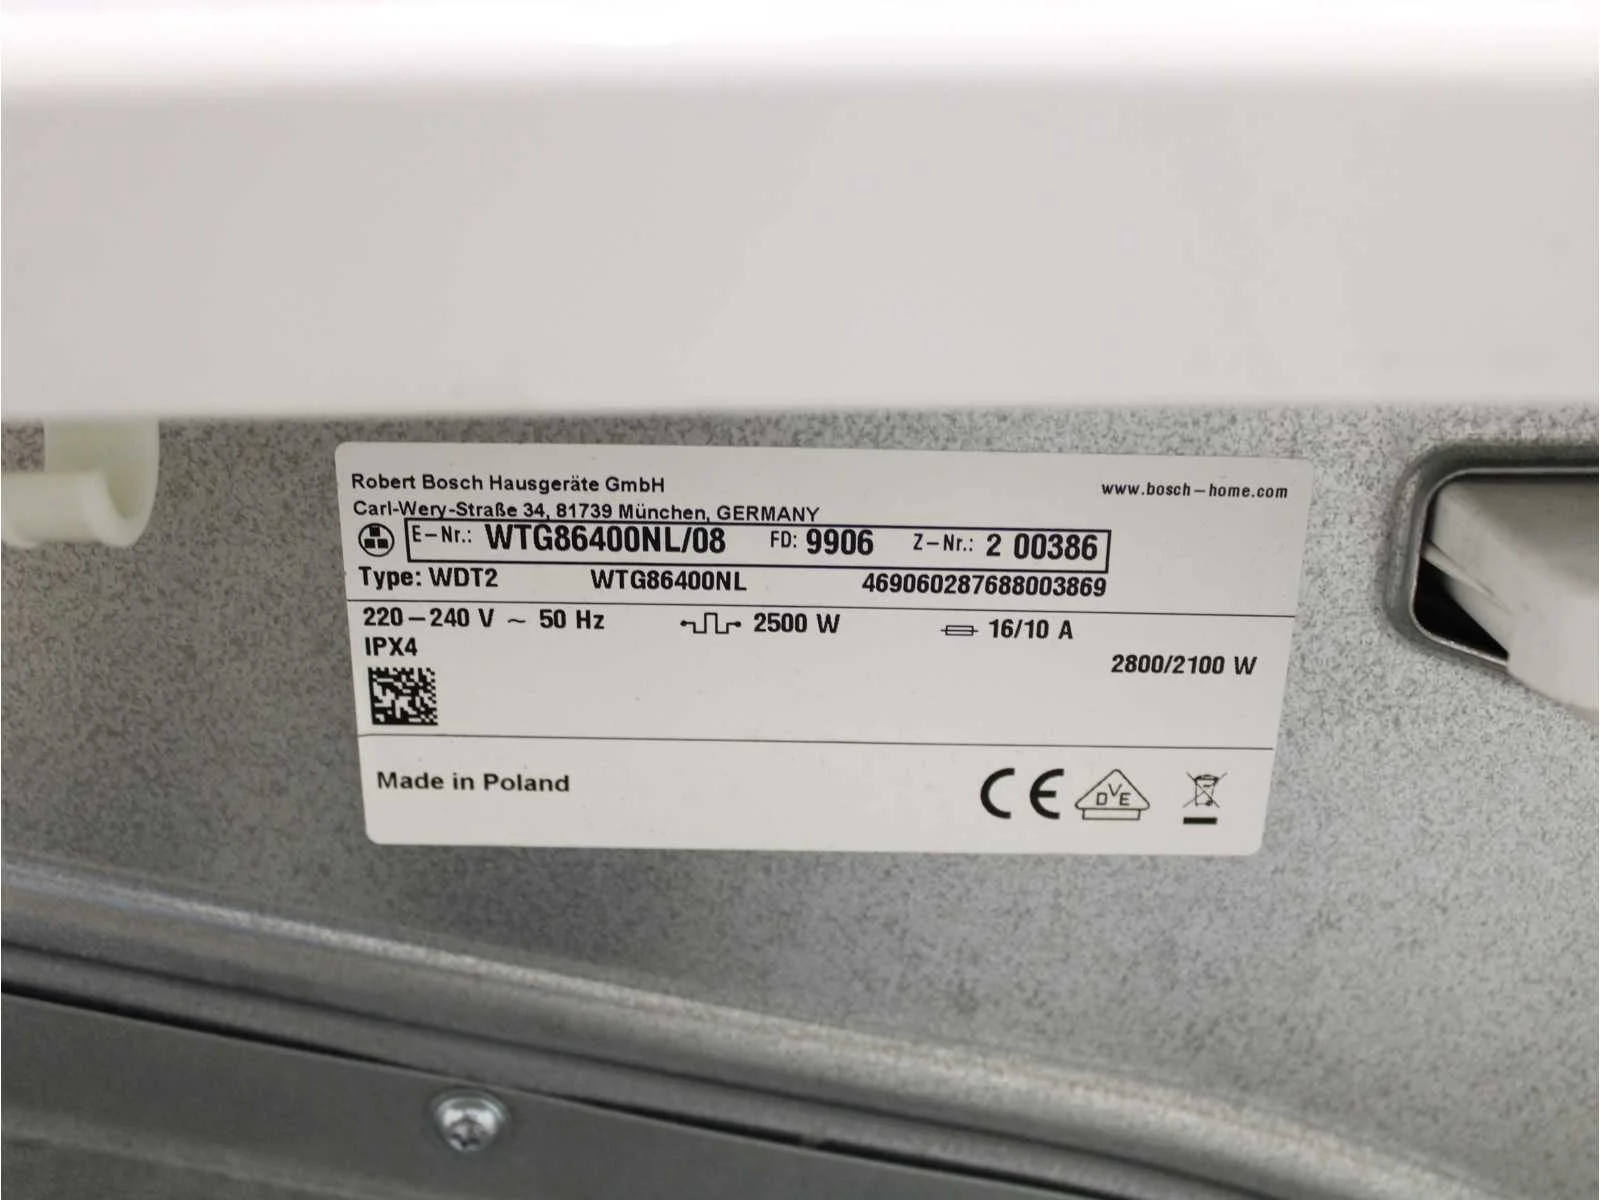 Robert Bosch Hausgeräte GmbH
www.bosch-home.com
Carl-Wery-Straße 34, 81739 München, GERMANY
E-Nr.: WTG86400NL/08 FD: 9906 Z-Nr.: 2 00386
Type: WDT2 WTG86400NL 469060287688003869
220-240 V ~ 50 Hz 2500 W 16/10 A
IPX4
2800/2100 W
Made in Poland
CE DVE